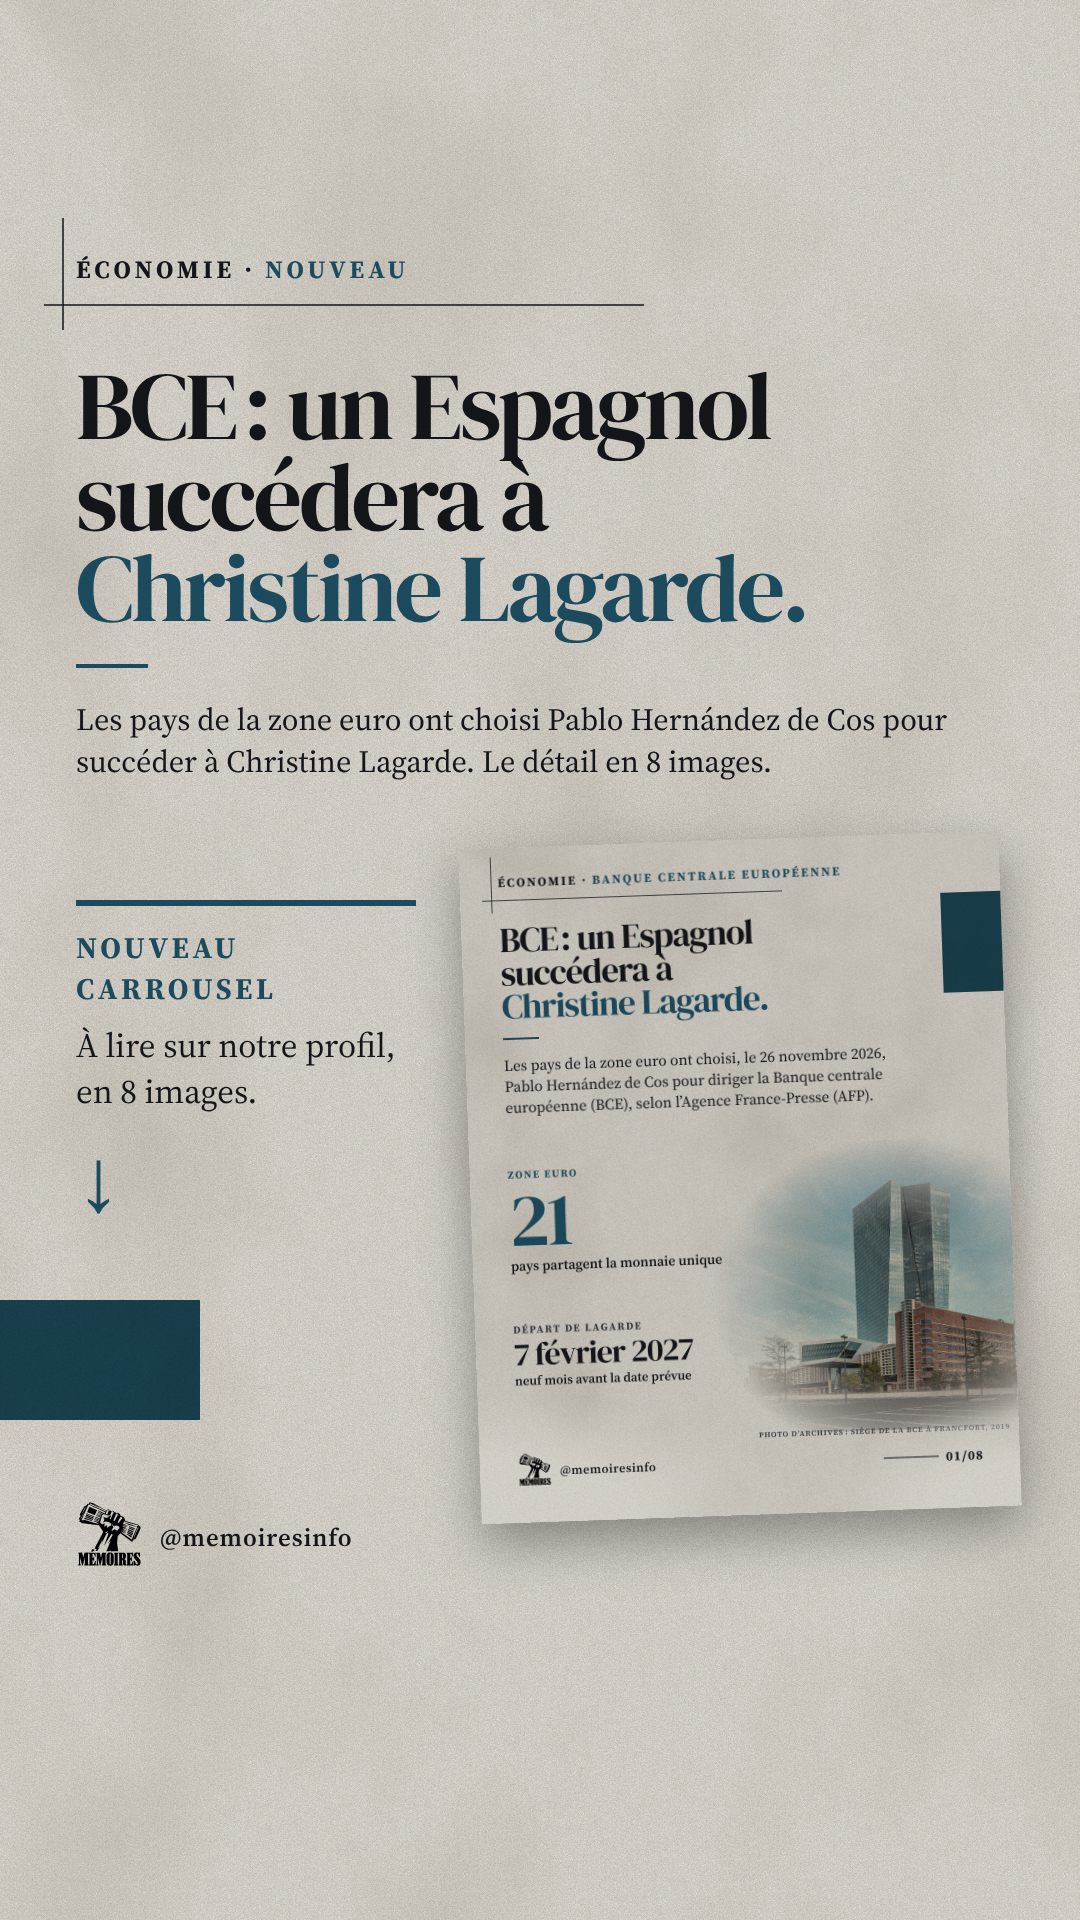 ÉCONOMIE · NOUVEAU
BCE : un Espagnol
succédera à
Christine Lagarde.
Les pays de la zone euro ont choisi Pablo Hernández de Cos pour
succéder à Christine Lagarde. Le détail en 8 images.
NOUVEAU
CARROUSEL
À lire sur notre profil,
en 8 images.
↓
ÉCONOMIE · BANQUE CENTRALE EUROPÉENNE
BCE : un Espagnol
succédera à
Christine Lagarde.
Les pays de la zone euro ont choisi, le 26 novembre 2026,
Pablo Hernández de Cos pour diriger la Banque centrale
européenne (BCE), selon l’Agence France-Presse (AFP).
ZONE EURO
21
pays partagent la monnaie unique
DÉPART DE LAGARDE
7 février 2027
neuf mois avant la date prévue
PHOTO D’ARCHIVES : SIÈGE DE LA BCE À FRANCFORT, 2019
MÉMOIRES
@memoiresinfo
01/08
MÉMOIRES
@memoiresinfo